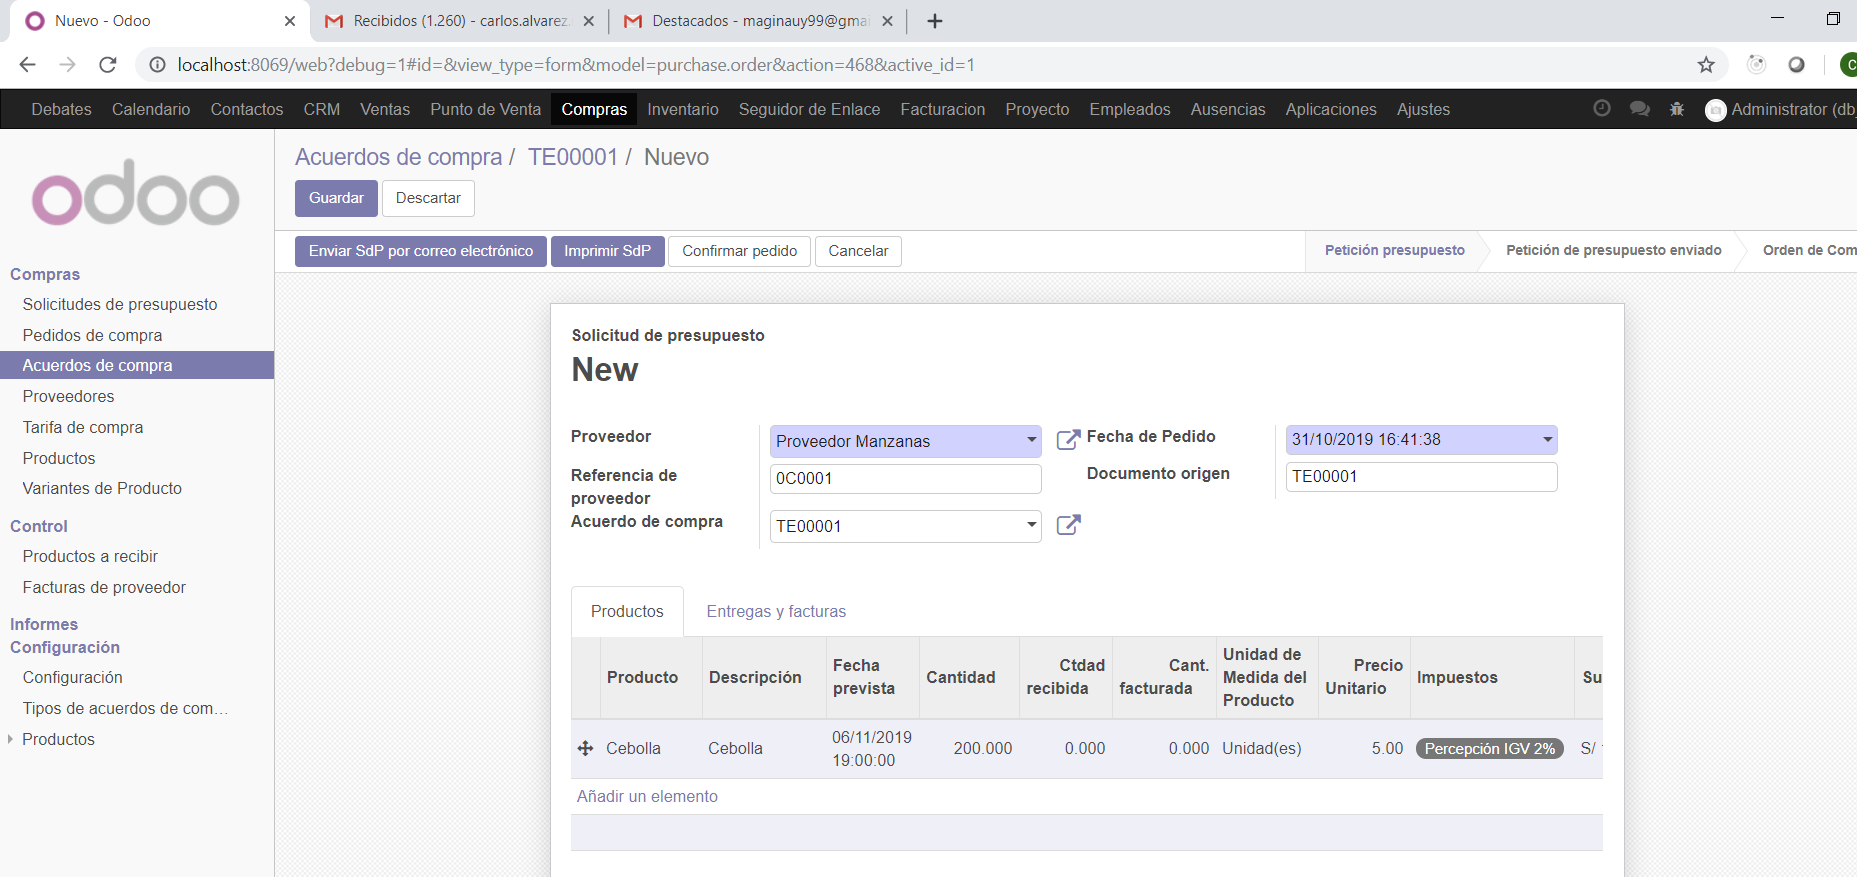 Nuevo - Odoo
Recibidos (1.260) - carlos.alvarez
Destacados - maginauy99@gmai
localhost:8069/web?debug=1#id=&view_type=form&model=purchase.order&action=468&active_id=1
C
Debates Calendario Contactos CRM Ventas Punto de Venta Compras Inventario Seguidor de Enlace Facturacion Proyecto Empleados Ausencias Aplicaciones Ajustes Administrator (db
odoo
Compras
Solicitudes de presupuesto
Pedidos de compra
Acuerdos de compra
Proveedores
Tarifa de compra
Productos
Variantes de Producto
Control
Productos a recibir
Facturas de proveedor
Informes
Configuración
Configuración
Tipos de acuerdos de com…
Productos
Acuerdos de compra / TE00001 / Nuevo
Guardar Descartar
Enviar SdP por correo electrónico Imprimir SdP Confirmar pedido Cancelar
Petición presupuesto Petición de presupuesto enviado Orden de Com
Solicitud de presupuesto
New
Proveedor Proveedor Manzanas
Referencia de proveedor 0C0001
Acuerdo de compra TE00001
Fecha de Pedido 31/10/2019 16:41:38
Documento origen TE00001
Productos Entregas y facturas
Producto Descripción Fecha prevista Cantidad Ctdad recibida Cant. facturada Unidad de Medida del Producto Precio Unitario Impuestos Su
Cebolla Cebolla 06/11/2019 19:00:00 200.000 0.000 0.000 Unidad(es) 5.00 Percepción IGV 2% S/
Añadir un elemento